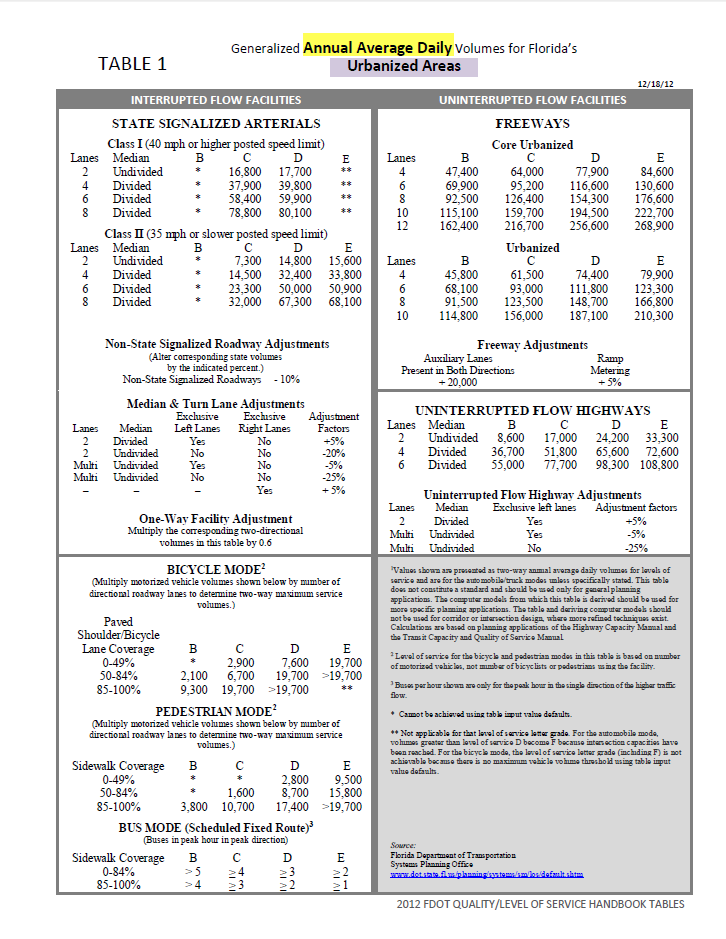 TABLE 1
Generalized Annual Average Daily Volumes for Florida's
Urbanized Areas
12/18/12
INTERRUPTED FLOW FACILITIES
STATE SIGNALIZED ARTERIALS
Class I (40 mph or higher posted speed limit)
Lanes Median B C D E
2 Undivided * 16,800 17,700 **
4 Divided * 37,900 39,800 **
6 Divided * 58,400 59,900 **
8 Divided * 78,800 80,100 **
Class II (35 mph or slower posted speed limit)
Lanes Median B C D E
2 Undivided * 7,300 14,800 15,600
4 Divided * 14,500 32,400 33,800
6 Divided * 23,300 50,000 50,900
8 Divided * 32,000 67,300 68,100
Non-State Signalized Roadway Adjustments
(Alter corresponding state volumes
by the indicated percent.)
Non-State Signalized Roadways - 10%
Median & Turn Lane Adjustments
Exclusive Exclusive Adjustment
Lanes Median Left Lanes Right Lanes Factors
2 Divided Yes No +5%
2 Undivided No No -20%
Multi Undivided Yes No -5%
Multi Undivided No No -25%
– – – Yes + 5%
One-Way Facility Adjustment
Multiply the corresponding two-directional
volumes in this table by 0.6
BICYCLE MODE²
(Multiply motorized vehicle volumes shown below by number of
directional roadway lanes to determine two-way maximum service
volumes.)
Paved
Shoulder/Bicycle
Lane Coverage B C D E
0-49% * 2,900 7,600 19,700
50-84% 2,100 6,700 19,700 >19,700
85-100% 9,300 19,700 >19,700 **
PEDESTRIAN MODE²
(Multiply motorized vehicle volumes shown below by number of
directional roadway lanes to determine two-way maximum service
volumes.)
Sidewalk Coverage B C D E
0-49% * * 2,800 9,500
50-84% * 1,600 8,700 15,800
85-100% 3,800 10,700 17,400 >19,700
BUS MODE (Scheduled Fixed Route)³
(Buses in peak hour in peak direction)
Sidewalk Coverage B C D E
0-84% > 5 ≥ 4 ≥ 3 ≥ 2
85-100% > 4 ≥ 3 ≥ 2 ≥ 1
UNINTERRUPTED FLOW FACILITIES
FREEWAYS
Core Urbanized
Lanes B C D E
4 47,400 64,000 77,900 84,600
6 69,900 95,200 116,600 130,600
8 92,500 126,400 154,300 176,600
10 115,100 159,700 194,500 222,700
12 162,400 216,700 256,600 268,900
Urbanized
Lanes B C D E
4 45,800 61,500 74,400 79,900
6 68,100 93,000 111,800 123,300
8 91,500 123,500 148,700 166,800
10 114,800 156,000 187,100 210,300
Freeway Adjustments
Auxiliary Lanes Ramp
Present in Both Directions Metering
+ 20,000 + 5%
UNINTERRUPTED FLOW HIGHWAYS
Lanes Median B C D E
2 Undivided 8,600 17,000 24,200 33,300
4 Divided 36,700 51,800 65,600 72,600
6 Divided 55,000 77,700 98,300 108,800
Uninterrupted Flow Highway Adjustments
Lanes Median Exclusive left lanes Adjustment factors
2 Divided Yes +5%
Multi Undivided Yes -5%
Multi Undivided No -25%
¹Values shown are presented as two-way annual average daily volumes for levels of
service and are for the automobile/truck modes unless specifically stated. This table
does not constitute a standard and should be used only for general planning
applications. The computer models from which this table is derived should be used for
more specific planning applications. The table and deriving computer models should
not be used for corridor or intersection design, where more refined techniques exist.
Calculations are based on planning applications of the Highway Capacity Manual and
the Transit Capacity and Quality of Service Manual.
² Level of service for the bicycle and pedestrian modes in this table is based on number
of motorized vehicles, not number of bicyclists or pedestrians using the facility.
³ Buses per hour shown are only for the peak hour in the single direction of the higher traffic
flow.
* Cannot be achieved using table input value defaults.
** Not applicable for that level of service letter grade. For the automobile mode,
volumes greater than level of service D become F because intersection capacities have
been reached. For the bicycle mode, the level of service letter grade (including F) is not
achievable because there is no maximum vehicle volume threshold using table input
value defaults.
Source:
Florida Department of Transportation
Systems Planning Office
www.dot.state.fl.us/planning/systems/sm/los/default.shtm
2012 FDOT QUALITY/LEVEL OF SERVICE HANDBOOK TABLES